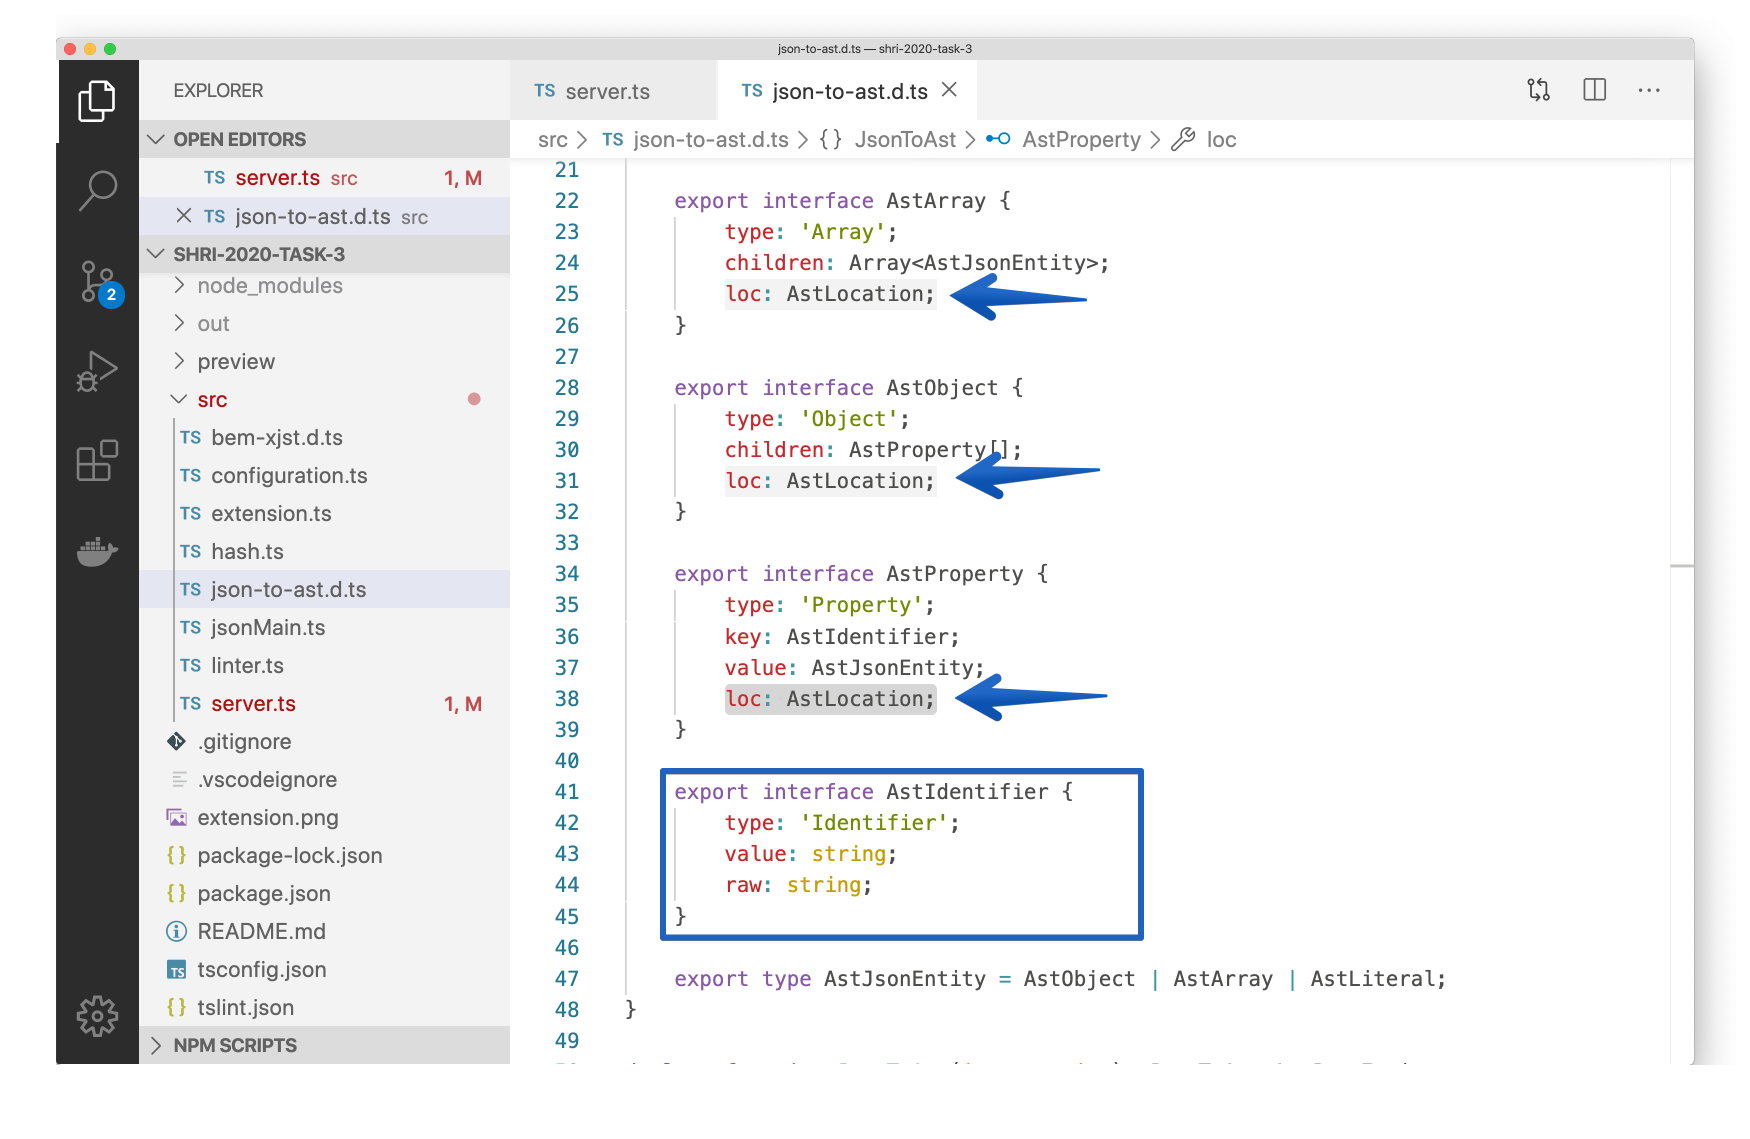 json-to-ast.d.ts — shri-2020-task-3
EXPLORER
OPEN EDITORS
TS server.ts src 1, M
TS json-to-ast.d.ts src
SHRI-2020-TASK-3
node_modules
out
preview
src
TS bem-xjst.d.ts
TS configuration.ts
TS extension.ts
TS hash.ts
TS json-to-ast.d.ts
TS jsonMain.ts
TS linter.ts
TS server.ts 1, M
.gitignore
.vscodeignore
extension.png
{} package-lock.json
{} package.json
README.md
TS tsconfig.json
{} tslint.json
NPM SCRIPTS
2
TS server.ts
TS json-to-ast.d.ts
src > TS json-to-ast.d.ts > {} JsonToAst > AstProperty > loc
21
22 export interface AstArray {
23 type: 'Array';
24 children: Array<AstJsonEntity>;
25 loc: AstLocation;
26 }
27
28 export interface AstObject {
29 type: 'Object';
30 children: AstProperty[];
31 loc: AstLocation;
32 }
33
34 export interface AstProperty {
35 type: 'Property';
36 key: AstIdentifier;
37 value: AstJsonEntity;
38 loc: AstLocation;
39 }
40
41 export interface AstIdentifier {
42 type: 'Identifier';
43 value: string;
44 raw: string;
45 }
46
47 export type AstJsonEntity = AstObject | AstArray | AstLiteral;
48 }
49